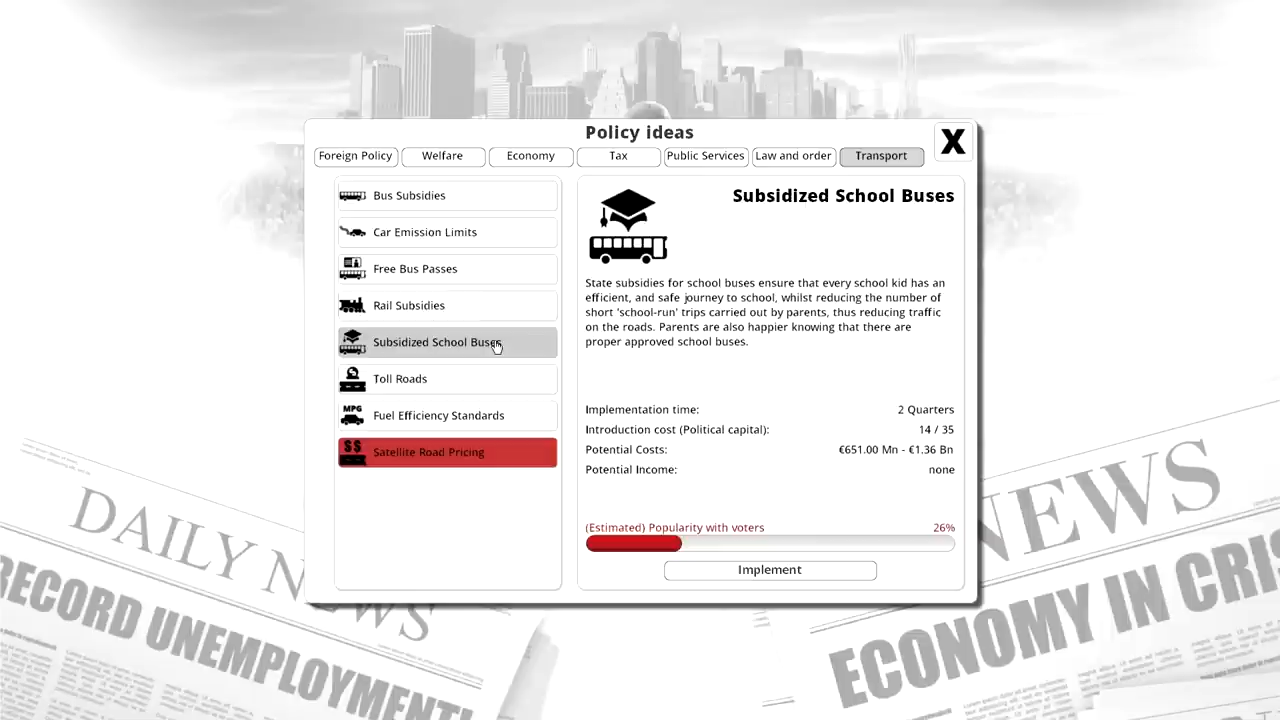 Policy ideas
X
Foreign Policy
Welfare
Economy
Tax
Public Services
Law and order
Transport
Bus Subsidies
Car Emission Limits
Free Bus Passes
Rail Subsidies
Subsidized School Buses
Toll Roads
MPG
Fuel Efficiency Standards
$$
Satellite Road Pricing
Subsidized School Buses
State subsidies for school buses ensure that every school kid has an
efficient, and safe journey to school, whilst reducing the number of
short 'school-run' trips carried out by parents, thus reducing traffic
on the roads. Parents are also happier knowing that there are
proper approved school buses.
Implementation time: 2 Quarters
Introduction cost (Political capital): 14 / 35
Potential Costs: €651.00 Mn - €1.36 Bn
Potential Income: none
(Estimated) Popularity with voters 26%
Implement
DAILY NEWS
RECORD UNEMPLOYMENT!
NEWS
ECONOMY IN CRIS